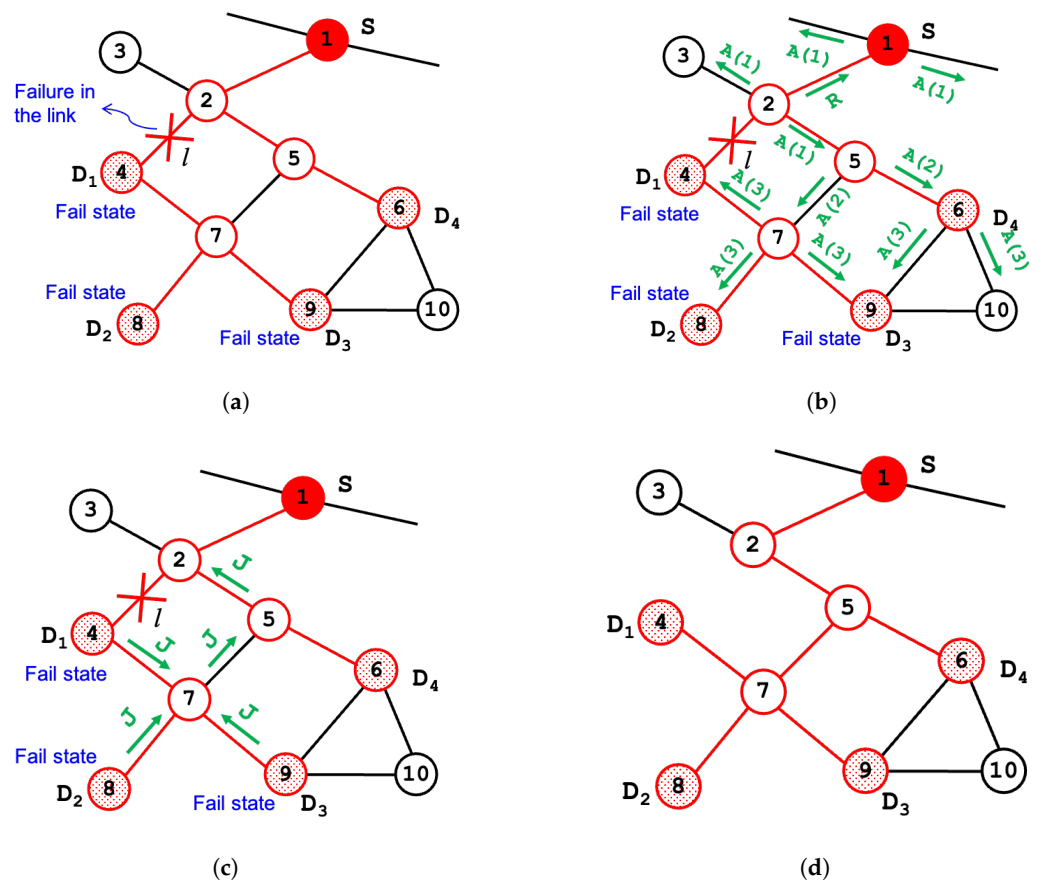 1 S
3
2
Failure in
the link
l
5
D1 4
Fail state
6
D4
7
Fail state
D2 8
9
10
Fail state
D3
(a)
1 S
A(1)
A(1)
3
A(1)
2
R
l
A(1)
5
A(2)
D1 4
A(3)
Fail state
A(2)
6
D4
7
A(3)
A(3)
A(3)
A(3)
Fail state
D2 8
9
10
Fail state
D3
(b)
1 S
3
2
J
l
5
D1 4
J
J
Fail state
6
D4
7
J
J
Fail state
D2 8
9
10
Fail state
D3
(c)
1 S
3
2
5
D1 4
6
D4
7
D2 8
9
10
D3
(d)